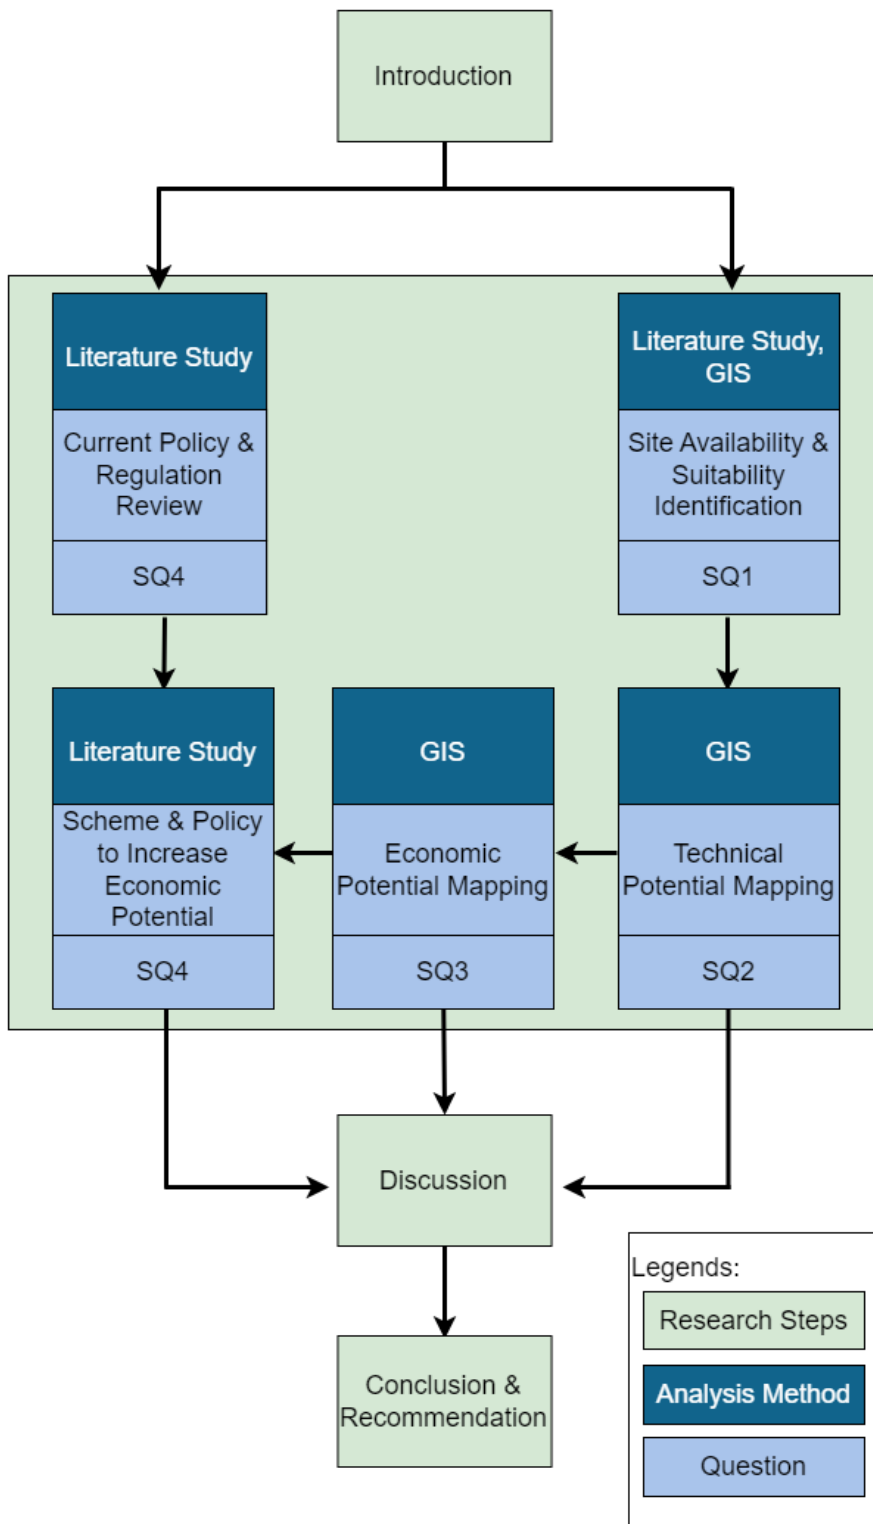 Introduction
Literature Study
Current Policy &
Regulation
Review
SQ4
Literature Study,
GIS
Site Availability &
Suitability
Identification
SQ1
Literature Study
Scheme & Policy
to Increase
Economic
Potential
SQ4
GIS
Economic
Potential Mapping
SQ3
GIS
Technical
Potential Mapping
SQ2
Discussion
Conclusion &
Recommendation
Legends:
Research Steps
Analysis Method
Question